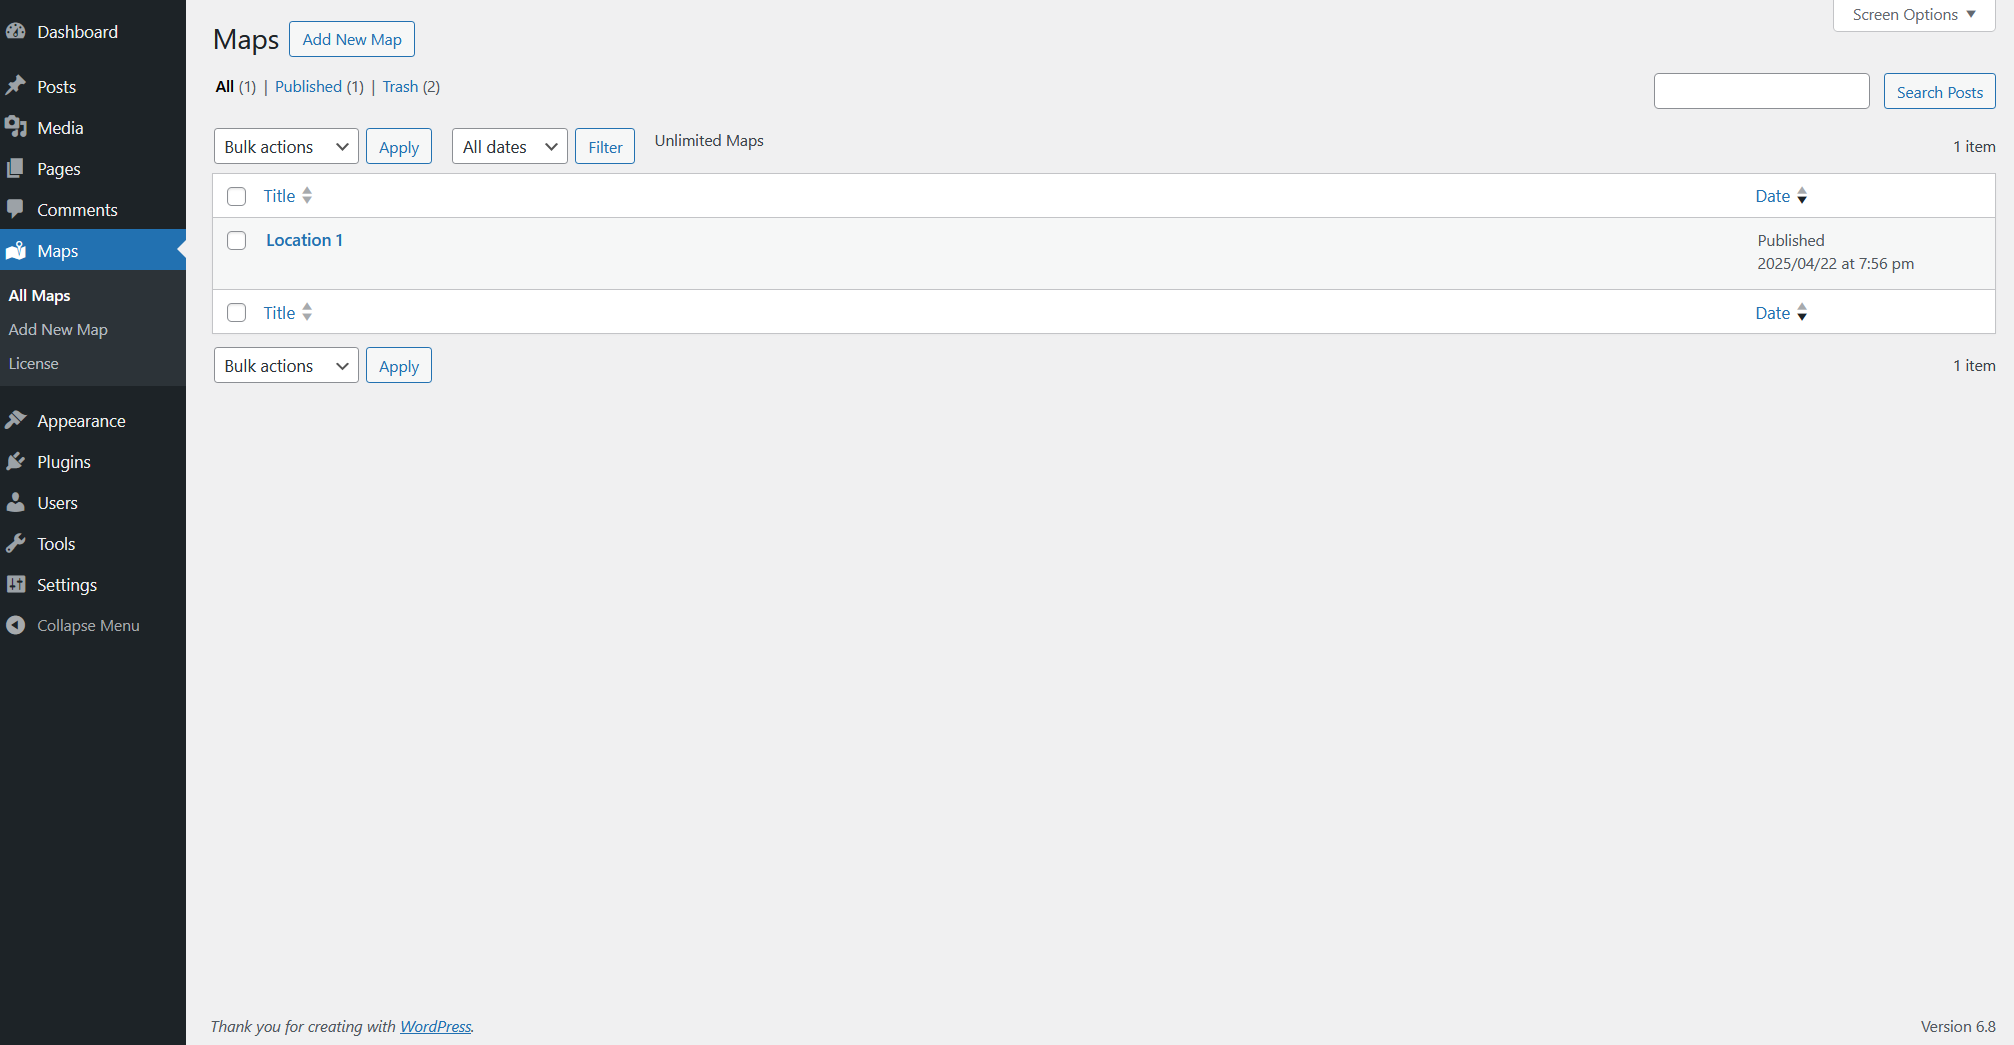 Dashboard
Posts
Media
Pages
Comments
Maps
All Maps
Add New Map
License
Appearance
Plugins
Users
Tools
Settings
Collapse Menu
Screen Options
Maps Add New Map
All (1) | Published (1) | Trash (2)
Search Posts
Bulk actions Apply All dates Filter Unlimited Maps 1 item
Title Date
Location 1 Published
2025/04/22 at 7:56 pm
Title Date
Bulk actions Apply 1 item
Thank you for creating with WordPress. Version 6.8